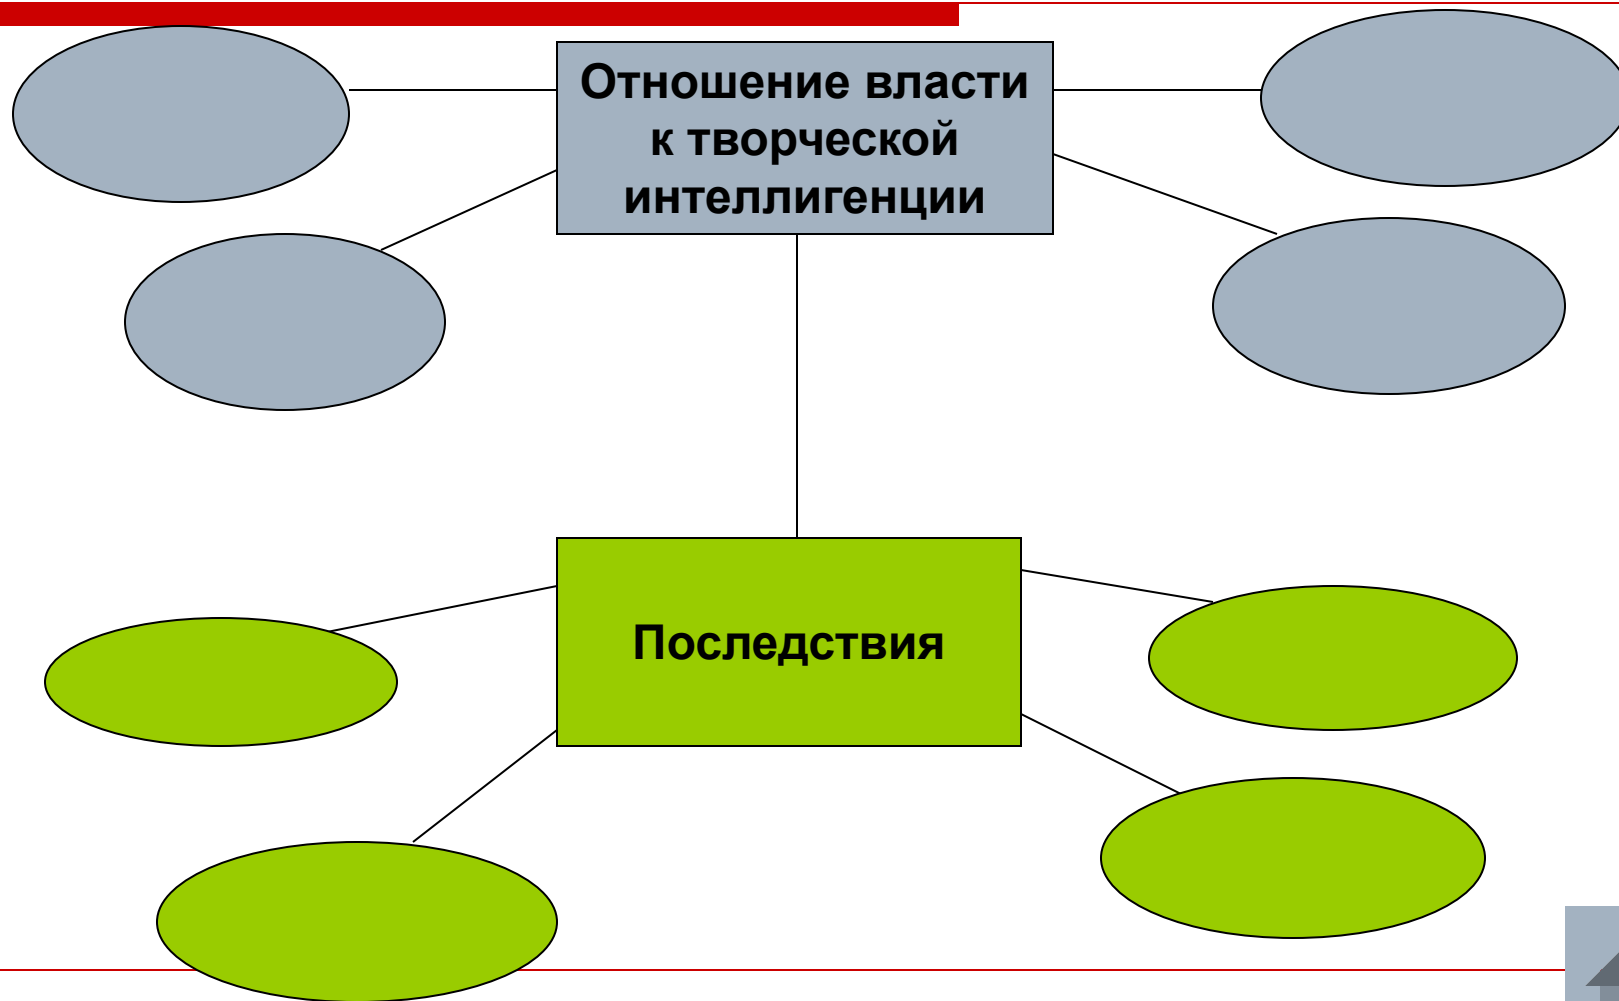 Отношение власти
к творческой
интеллигенции
Последствия